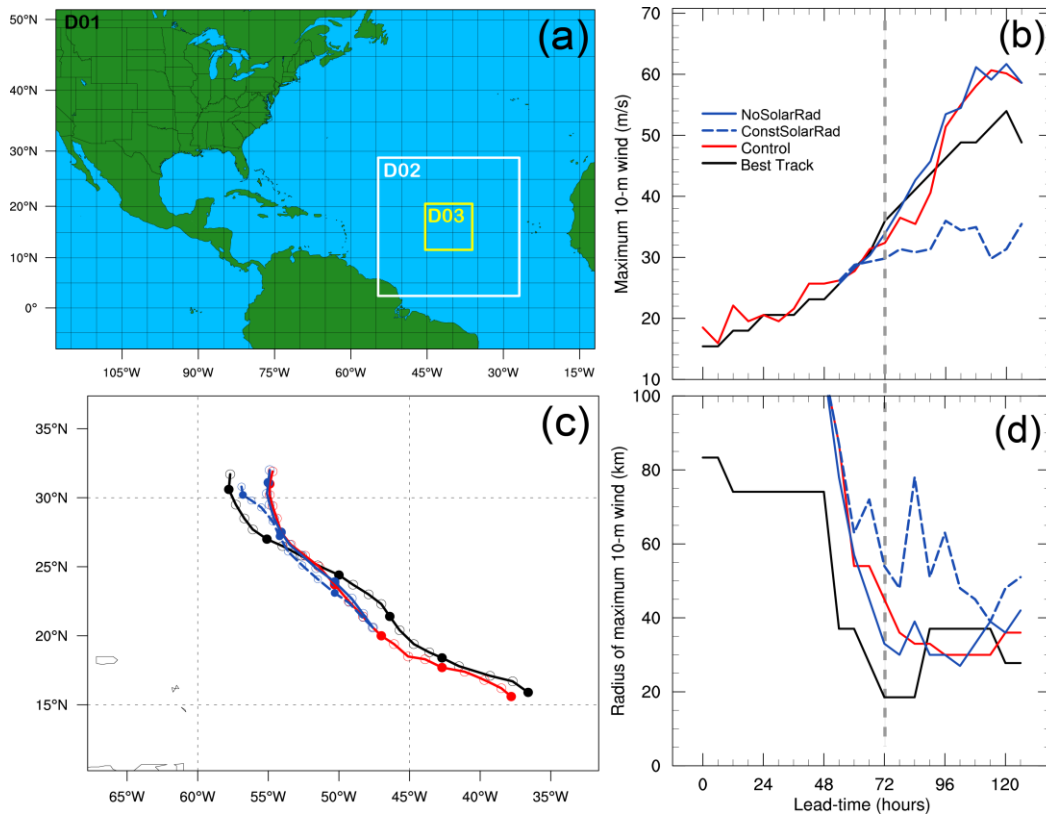 D01
(a)
D02
D03
50°N
40°N
30°N
20°N
10°N
0°
105°W
90°W
75°W
60°W
45°W
30°W
15°W
(b)
Maximum 10-m wind (m/s)
70
60
50
40
30
20
10
NoSolarRad
ConstSolarRad
Control
Best Track
(c)
35°N
30°N
25°N
20°N
15°N
65°W
60°W
55°W
50°W
45°W
40°W
35°W
(d)
Radius of maximum 10-m wind (km)
100
80
60
40
20
0
0
24
48
72
96
120
Lead-time (hours)